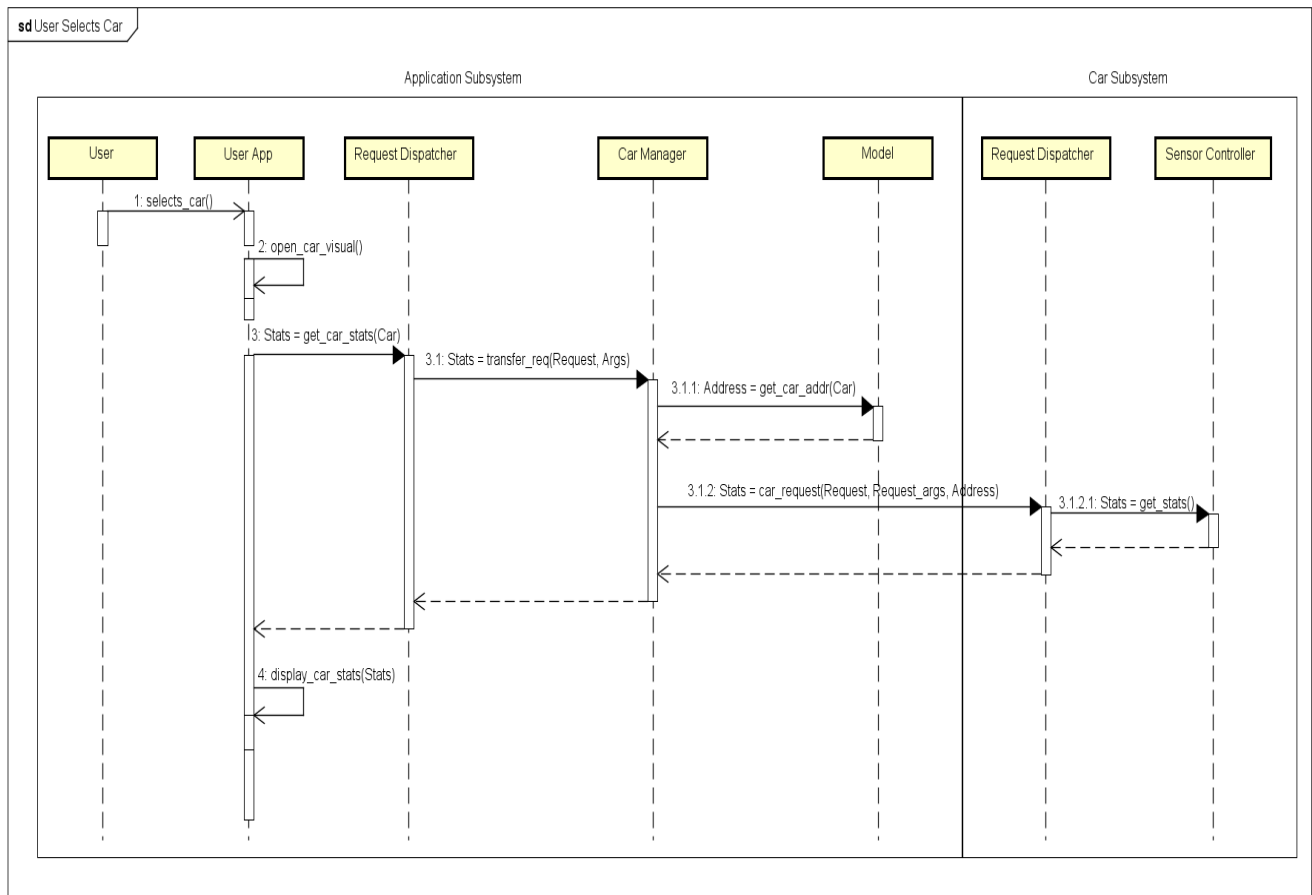 sd User Selects Car
Application Subsystem
Car Subsystem
User
User App
Request Dispatcher
Car Manager
Model
Request Dispatcher
Sensor Controller
1: selects_car()
2: open_car_visual()
3: Stats = get_car_stats(Car)
3.1: Stats = transfer_req(Request, Args)
3.1.1: Address = get_car_addr(Car)
3.1.2: Stats = car_request(Request, Request_args, Address)
3.1.2.1: Stats = get_stats()
4: display_car_stats(Stats)